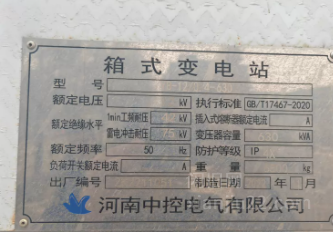 箱式变电站
型号
额定电压 kV 执行标准 GB/T17467-2020
额定绝缘水平 1min工频耐压 kV 插入式熔断器额定电流 A
雷电冲击耐压 kV 变压器容量 kVA
额定频率 50 Hz 防护等级 IP
负荷开关额定电流 A 重量 kg
出厂编号 制造日期 年 月
河南中控电气有限公司